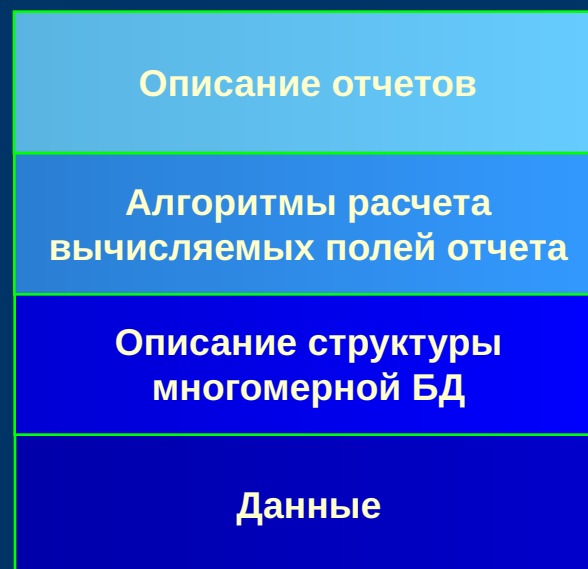 Описание отчетов
Алгоритмы расчета
вычисляемых полей отчета
Описание структуры
многомерной БД
Данные